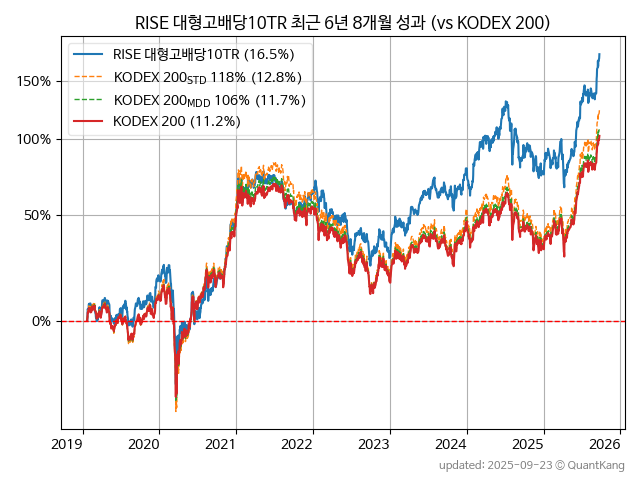 RISE 대형고배당10TR 최근 6년 8개월 성과 (vs KODEX 200)
RISE 대형고배당10TR (16.5%)
KODEX 200STD 118% (12.8%)
KODEX 200MDD 106% (11.7%)
KODEX 200 (11.2%)
150%
100%
50%
0%
2019 2020 2021 2022 2023 2024 2025 2026
updated: 2025-09-23 © QuantKang